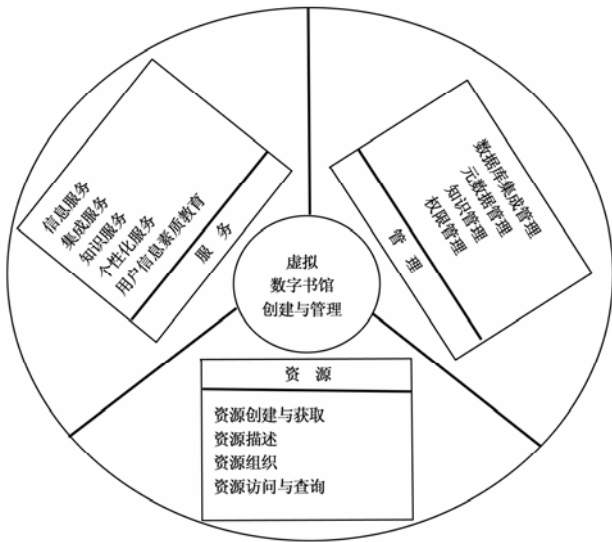 信息服务
集成服务
知识服务
个性化服务
用户信息素质教育
服 务
数据库集成管理
元数据管理
知识管理
权限管理
管 理
虚拟
数字书馆
创建与管理
资 源
资源创建与获取
资源描述
资源组织
资源访问与查询